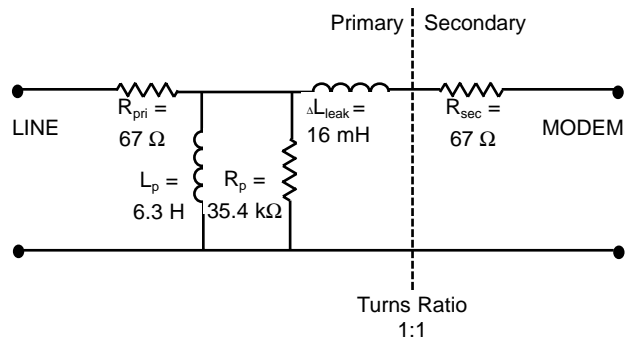 Primary Secondary
R_pri =
67 Ω
ΔL_leak =
16 mH
R_sec =
67 Ω
LINE
MODEM
L_p =
6.3 H
R_p =
35.4 kΩ
Turns Ratio
1:1